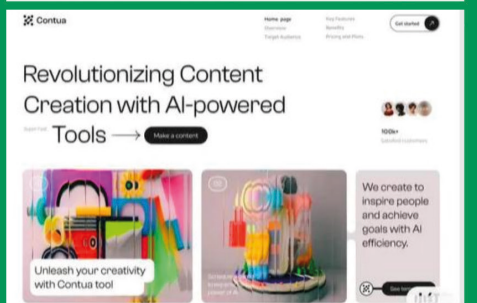 Contua
Home page
Key Features
Benefits
Target Audience
Pricing and Plans
Get started
Revolutionizing Content
Creation with AI-powered
Tools
Make a content
100k+
Unleash your creativity
with Contua tool
We create to
inspire people
and achieve
goals with AI
efficiency.